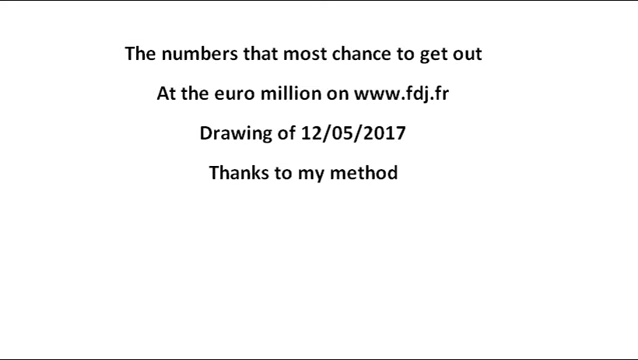 The numbers that most chance to get out
At the euro million on www.fdj.fr
Drawing of 12/05/2017
Thanks to my method